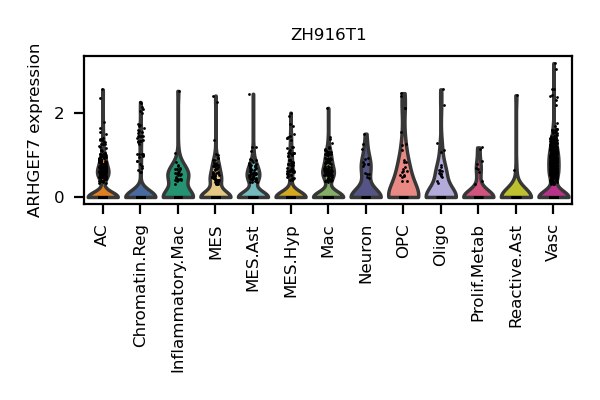 ZH916T1
ARHGEF7 expression
2
0
AC
Chromatin.Reg
Inflammatory.Mac
MES
MES.Ast
MES.Hyp
Mac
Neuron
OPC
Oligo
Prolif.Metab
Reactive.Ast
Vasc